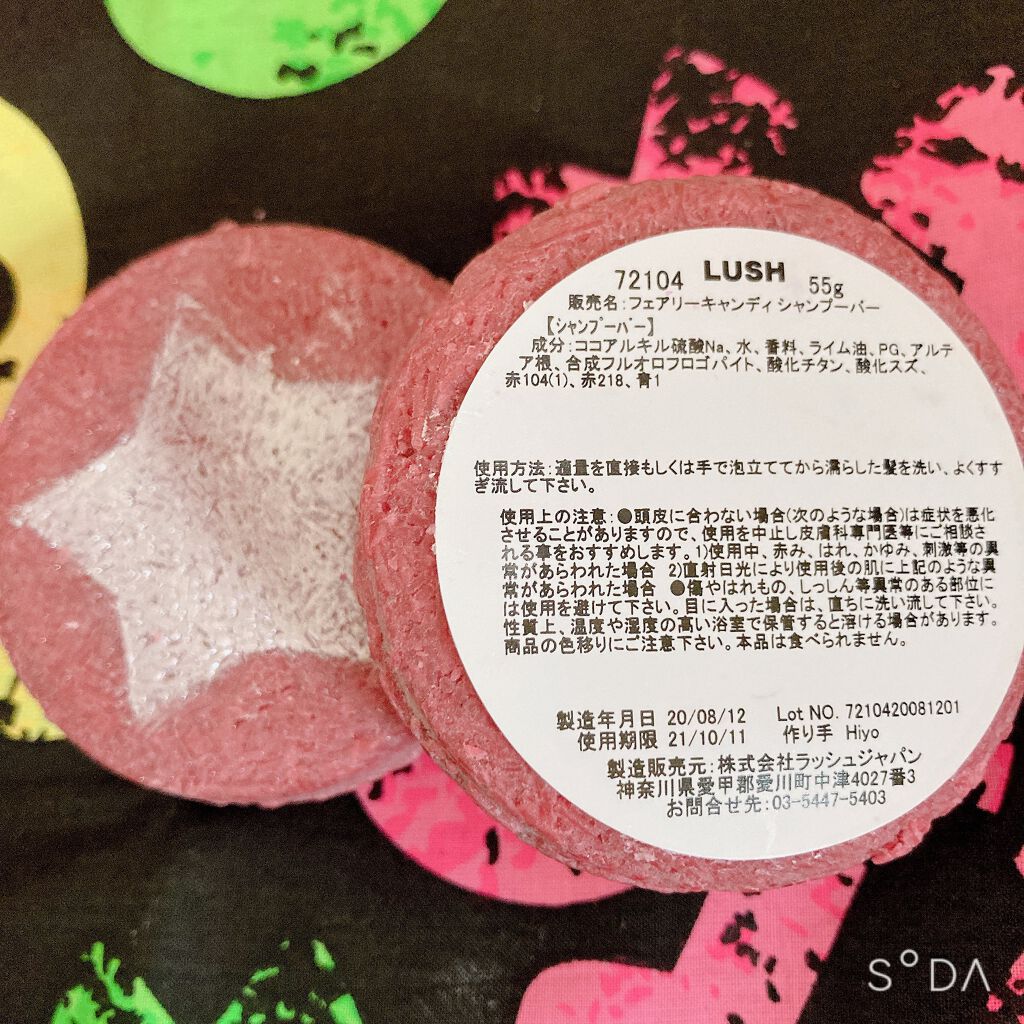 72104 LUSH 55g
販売名:フェアリーキャンディ シャンプーバー
【シャンプーバー】
成分:ココアルキル硫酸Na、水、香料、ライム油、PG、アルテ
ア根、合成フルオロフロゴパイト、酸化チタン、酸化スズ、
赤104(1)、赤218、青1
使用方法:適量を直接もしくは手で泡立ててから濡らした髪を洗い、よくすす
ぎ流して下さい。
使用上の注意:●頭皮に合わない場合(次のような場合)は症状を悪化
させることがありますので、使用を中止し皮膚科専門医等にご相談さ
れる事をおすすめします。1)使用中、赤み、はれ、かゆみ、刺激等の異
常があらわれた場合 2)直射日光により使用後の肌に上記のような異
常があらわれた場合 ●傷やはれもの、しっしん等異常のある部位に
は使用を避けて下さい。目に入った場合は、直ちに洗い流して下さい。
性質上、温度や湿度の高い浴室で保管すると溶ける場合があります。
商品の色移りにご注意下さい。本品は食べられません。
製造年月日 20/08/12 Lot NO. 7210420081201
使用期限 21/10/11 作り手 Hiyo
製造販売元:株式会社ラッシュジャパン
神奈川県愛甲郡愛川町中津4027番3
お問合せ先:03-5447-5403
S°DΛ